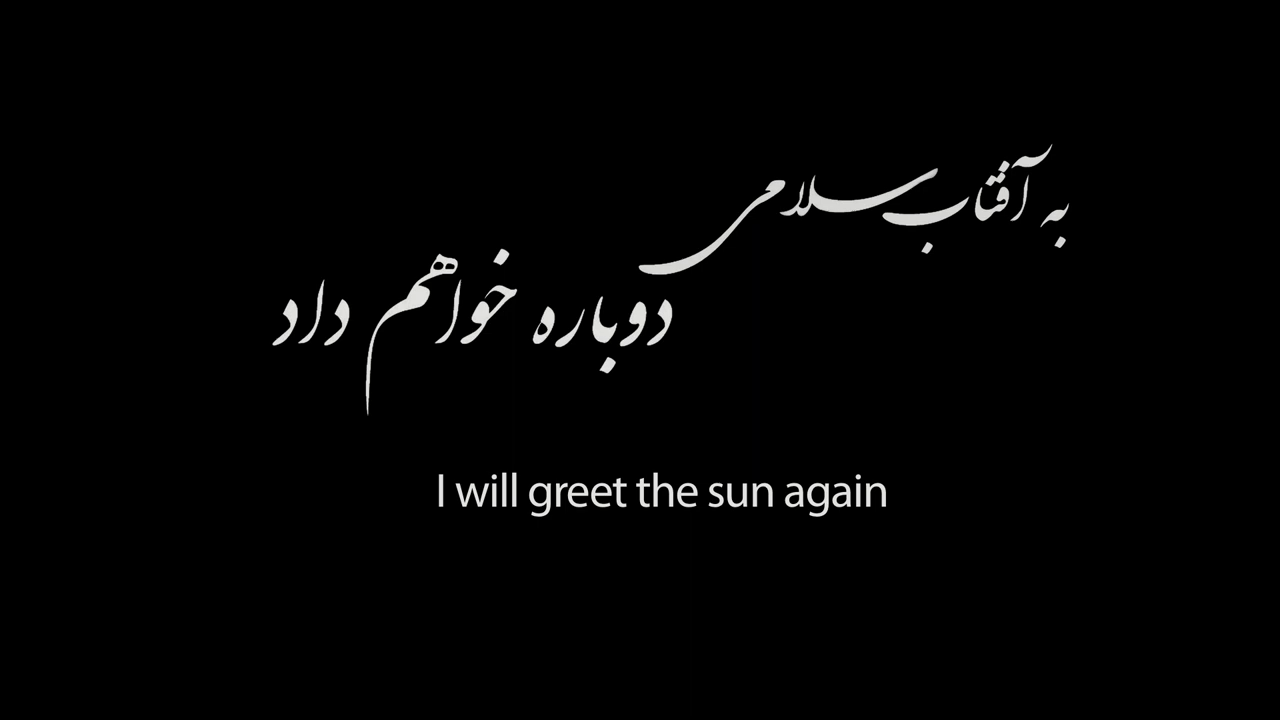 به آفتاب سلامی
دوباره خواهم داد
I will greet the sun again